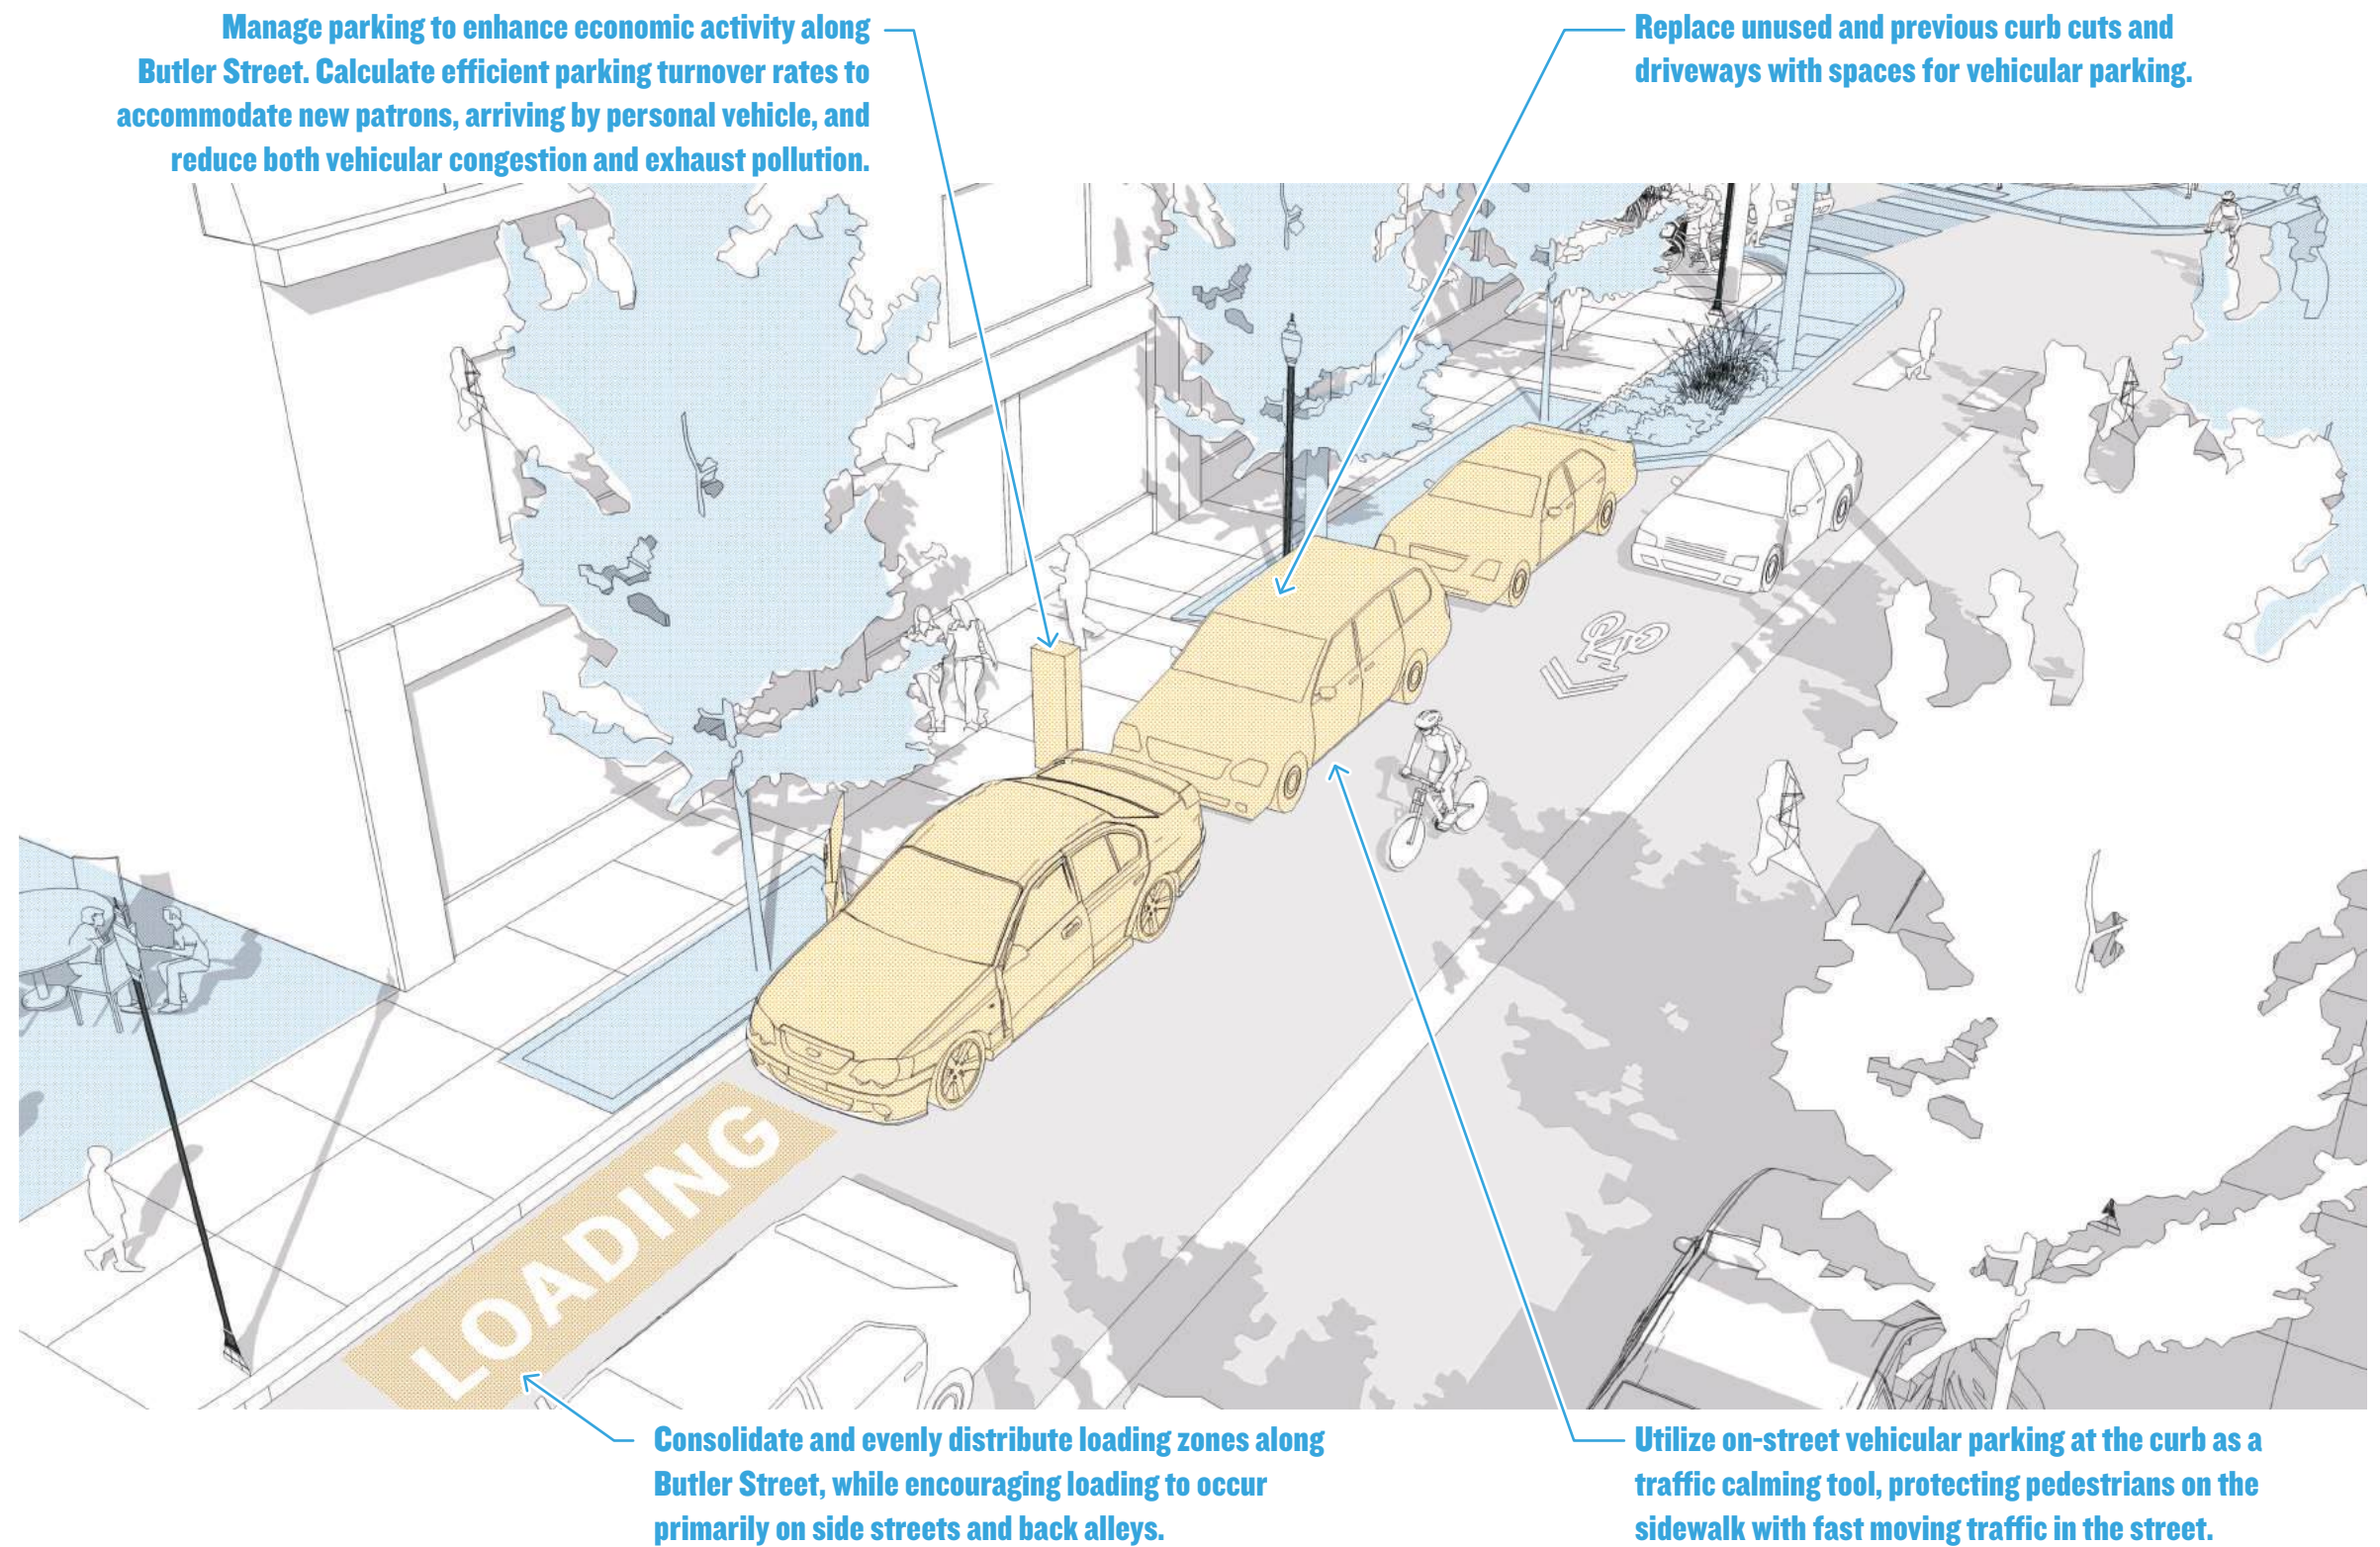 Manage parking to enhance economic activity along
Butler Street. Calculate efficient parking turnover rates to
accommodate new patrons, arriving by personal vehicle, and
reduce both vehicular congestion and exhaust pollution.
Replace unused and previous curb cuts and
driveways with spaces for vehicular parking.
LOADING
Consolidate and evenly distribute loading zones along
Butler Street, while encouraging loading to occur
primarily on side streets and back alleys.
Utilize on-street vehicular parking at the curb as a
traffic calming tool, protecting pedestrians on the
sidewalk with fast moving traffic in the street.